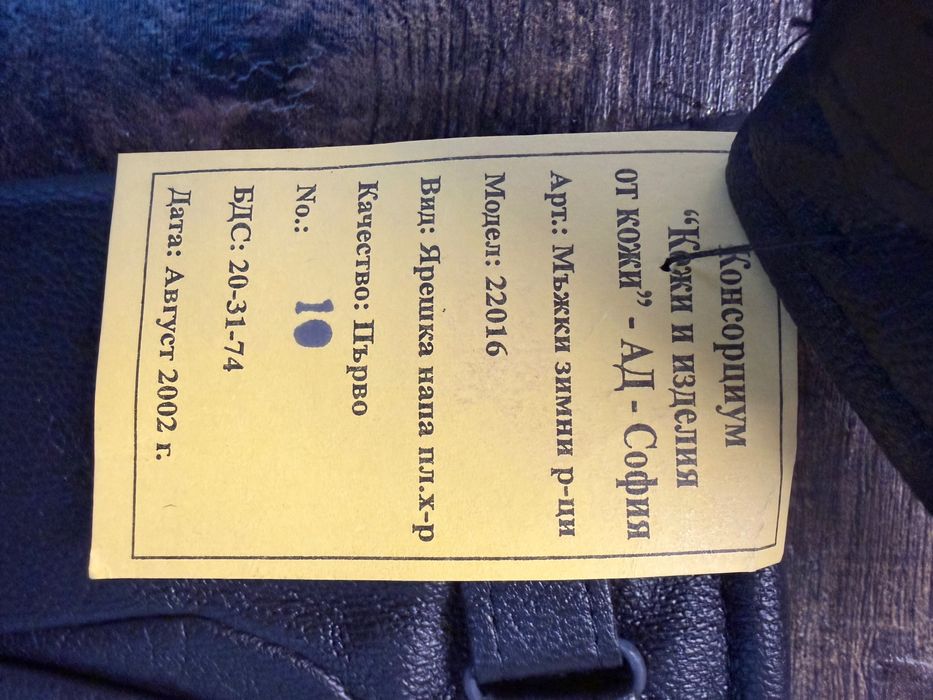 Консорциум
“Кожи и изделия
от кожи” - АД - София
Арт.: Мъжки зимни р-ци
Модел: 22016
Вид: Ярешка напа пл.х-р
Качество: Първо
No.: 10
БДС: 20-31-74
Дата: Август 2002 г.